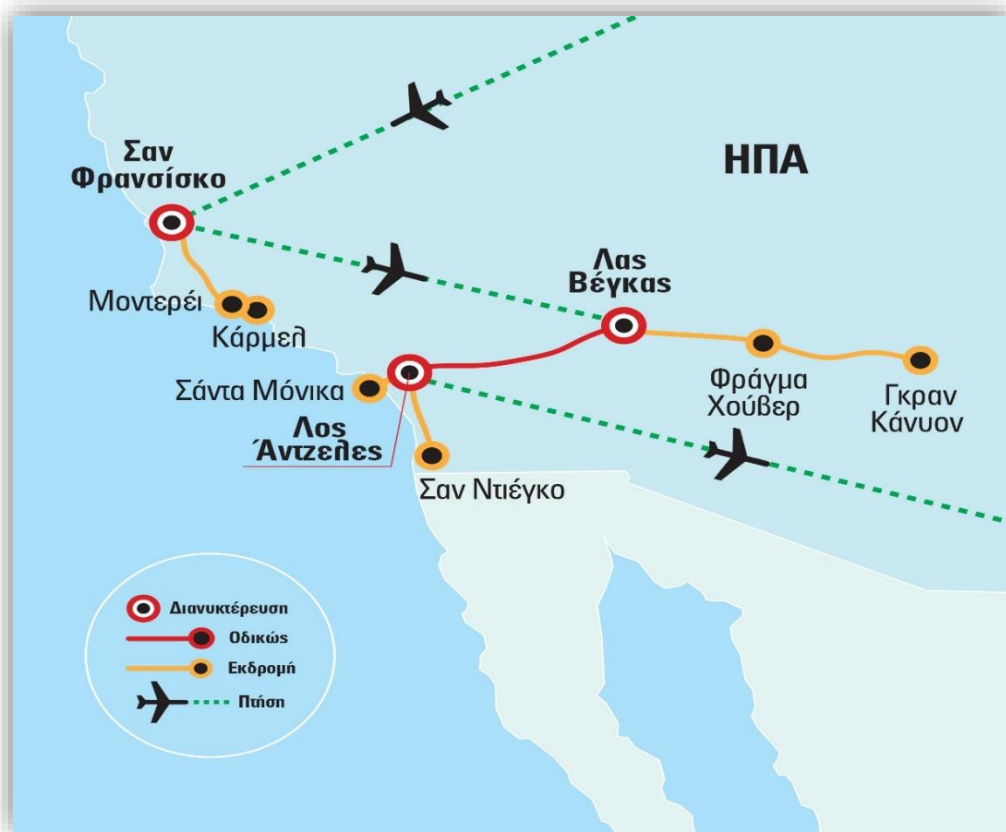 ΗΠΑ
Σαν
Φρανσίσκο
Λας
Βέγκας
Μοντερέι
Κάρμελ
Σάντα Μόνικα
Λος
Άντζελες
Φράγμα
Χούβερ
Γκραν
Κάνυον
Σαν Ντιέγκο
Διανυκτέρευση
Οδικώς
Εκδρομή
Πτήση